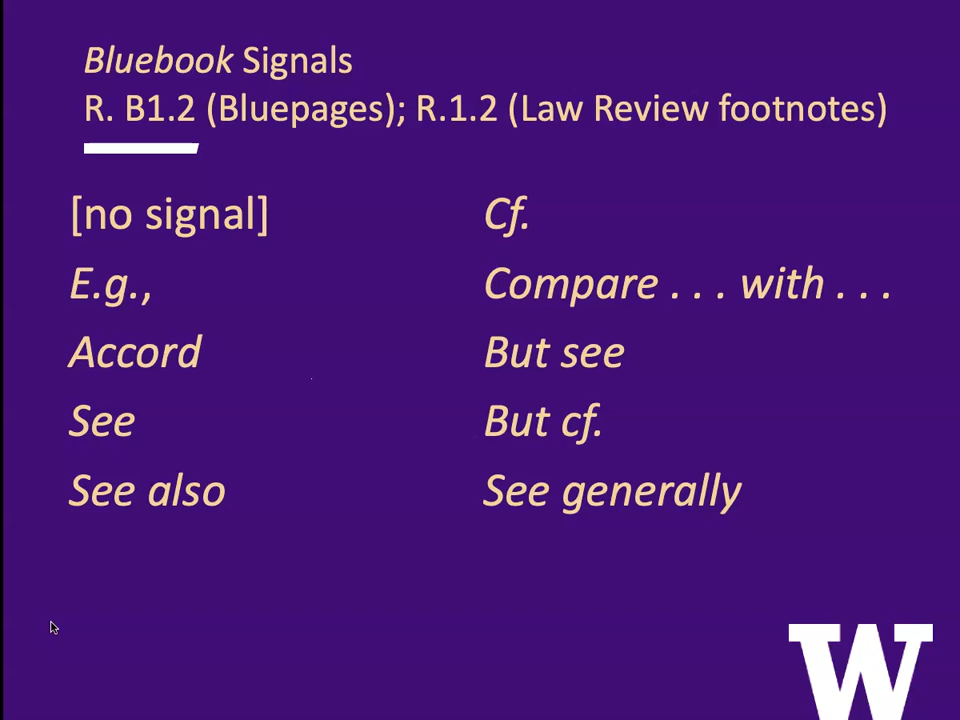 Bluebook Signals
R. B1.2 (Bluepages); R.1.2 (Law Review footnotes)
[no signal]
E.g.,
Accord
See
See also
Cf.
Compare . . . with . . .
But see
But cf.
See generally
W